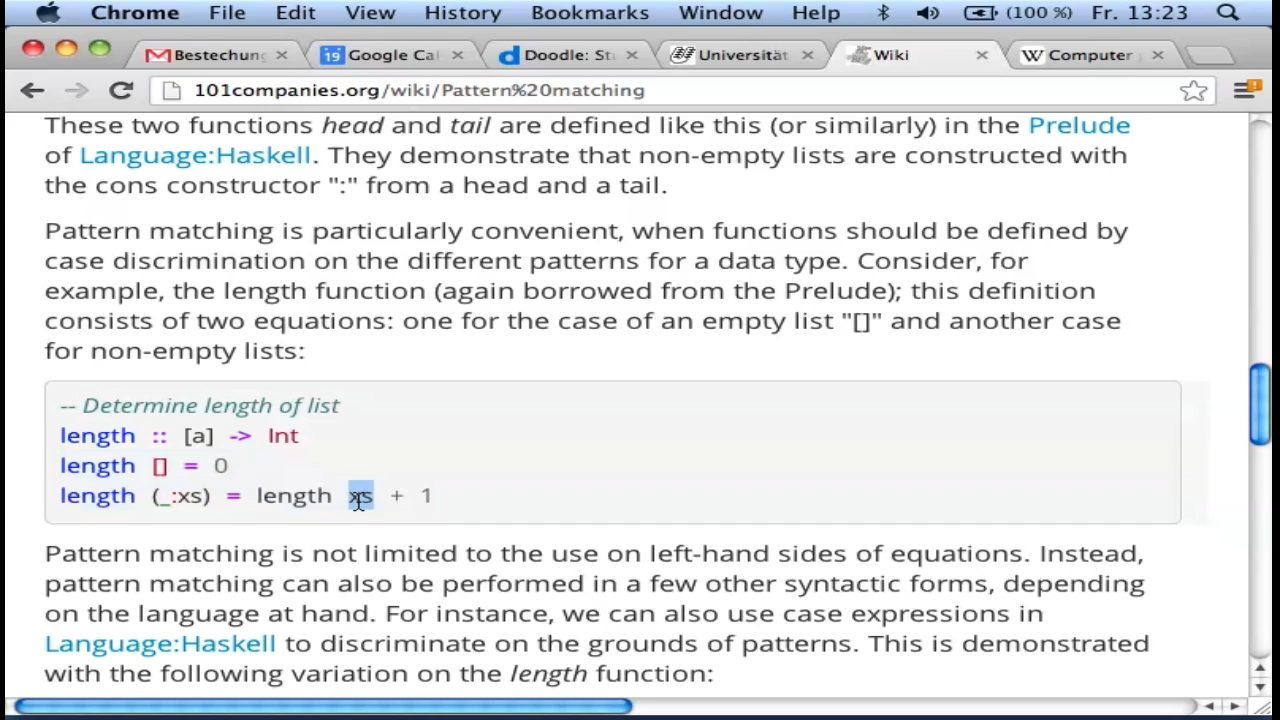 Chrome File Edit View History Bookmarks Window Help (100 %) Fr. 13:23
Bestechung 19 Google Cal Doodle: Stu Universität Wiki W Computer
101companies.org/wiki/Pattern%20matching
These two functions head and tail are defined like this (or similarly) in the Prelude
of Language:Haskell. They demonstrate that non-empty lists are constructed with
the cons constructor ":" from a head and a tail.
Pattern matching is particularly convenient, when functions should be defined by
case discrimination on the different patterns for a data type. Consider, for
example, the length function (again borrowed from the Prelude); this definition
consists of two equations: one for the case of an empty list "[]" and another case
for non-empty lists:
-- Determine length of list
length :: [a] -> Int
length [] = 0
length (_:xs) = length xs + 1
Pattern matching is not limited to the use on left-hand sides of equations. Instead,
pattern matching can also be performed in a few other syntactic forms, depending
on the language at hand. For instance, we can also use case expressions in
Language:Haskell to discriminate on the grounds of patterns. This is demonstrated
with the following variation on the length function: